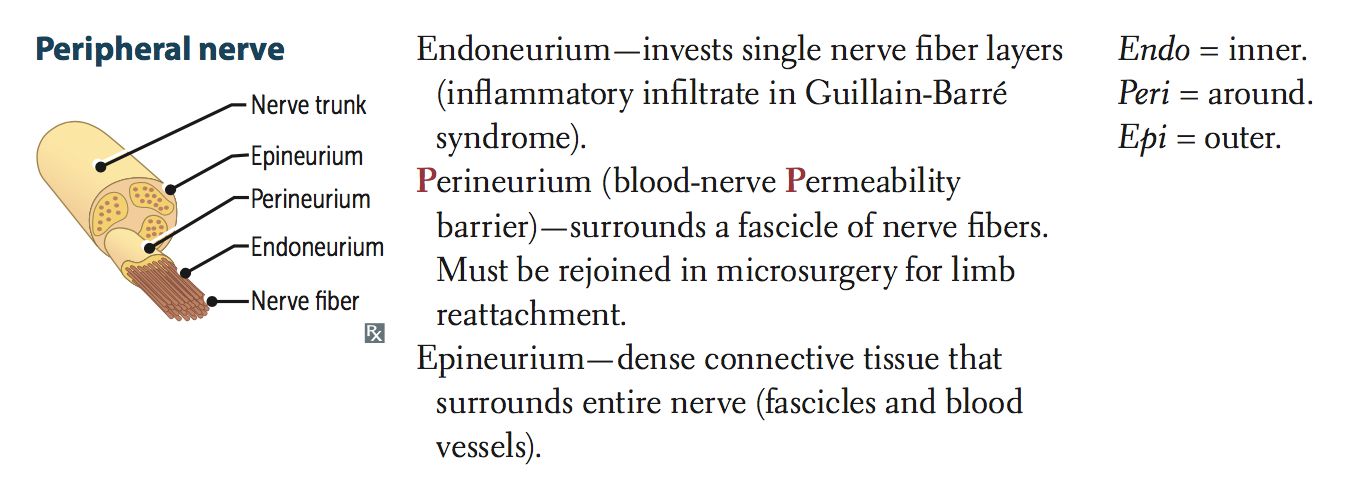 Peripheral nerve
Nerve trunk
Epineurium
Perineurium
Endoneurium
Nerve fiber
Rx
Endoneurium—invests single nerve fiber layers
(inflammatory infiltrate in Guillain-Barré
syndrome).
Perineurium (blood-nerve Permeability
barrier)—surrounds a fascicle of nerve fibers.
Must be rejoined in microsurgery for limb
reattachment.
Epineurium—dense connective tissue that
surrounds entire nerve (fascicles and blood
vessels).
Endo = inner.
Peri = around.
Epi = outer.